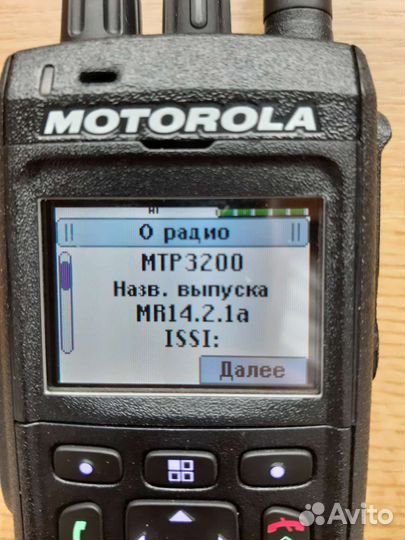 MOTOROLA
О радио
MTP3200
Назв. выпуска
MR14.2.1a
ISSI:
Далее
Avito